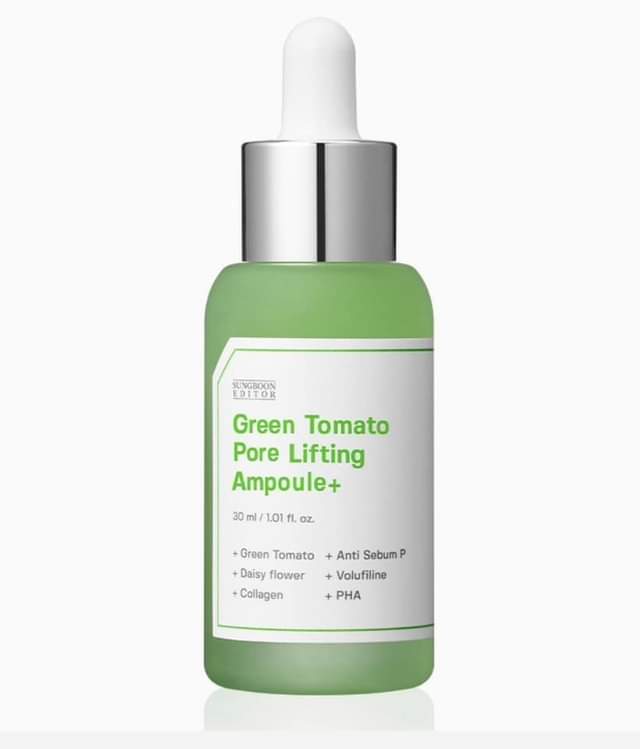 SUNGBOON
EDITOR
Green Tomato
Pore Lifting
Ampoule+
30 ml / 1.01 fl. oz.
+ Green Tomato + Anti Sebum P
+ Daisy flower + Volufiline
+ Collagen + PHA